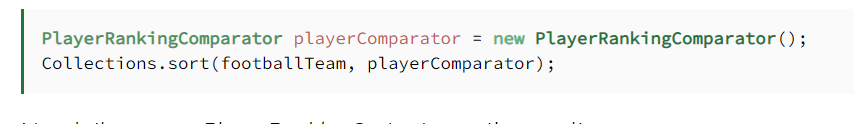 PlayerRankingComparator playerComparator = new PlayerRankingComparator();
Collections.sort(footballTeam, playerComparator);